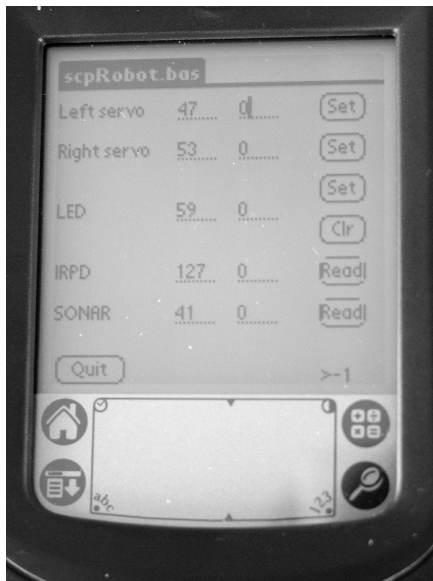 scpRobot.bas
Left servo 47 0 Set
Right servo 53 0 Set
Set
LED 59 0
Clr
IRPD 127 0 Read
SONAR 41 0 Read
Quit >-1
abc 123